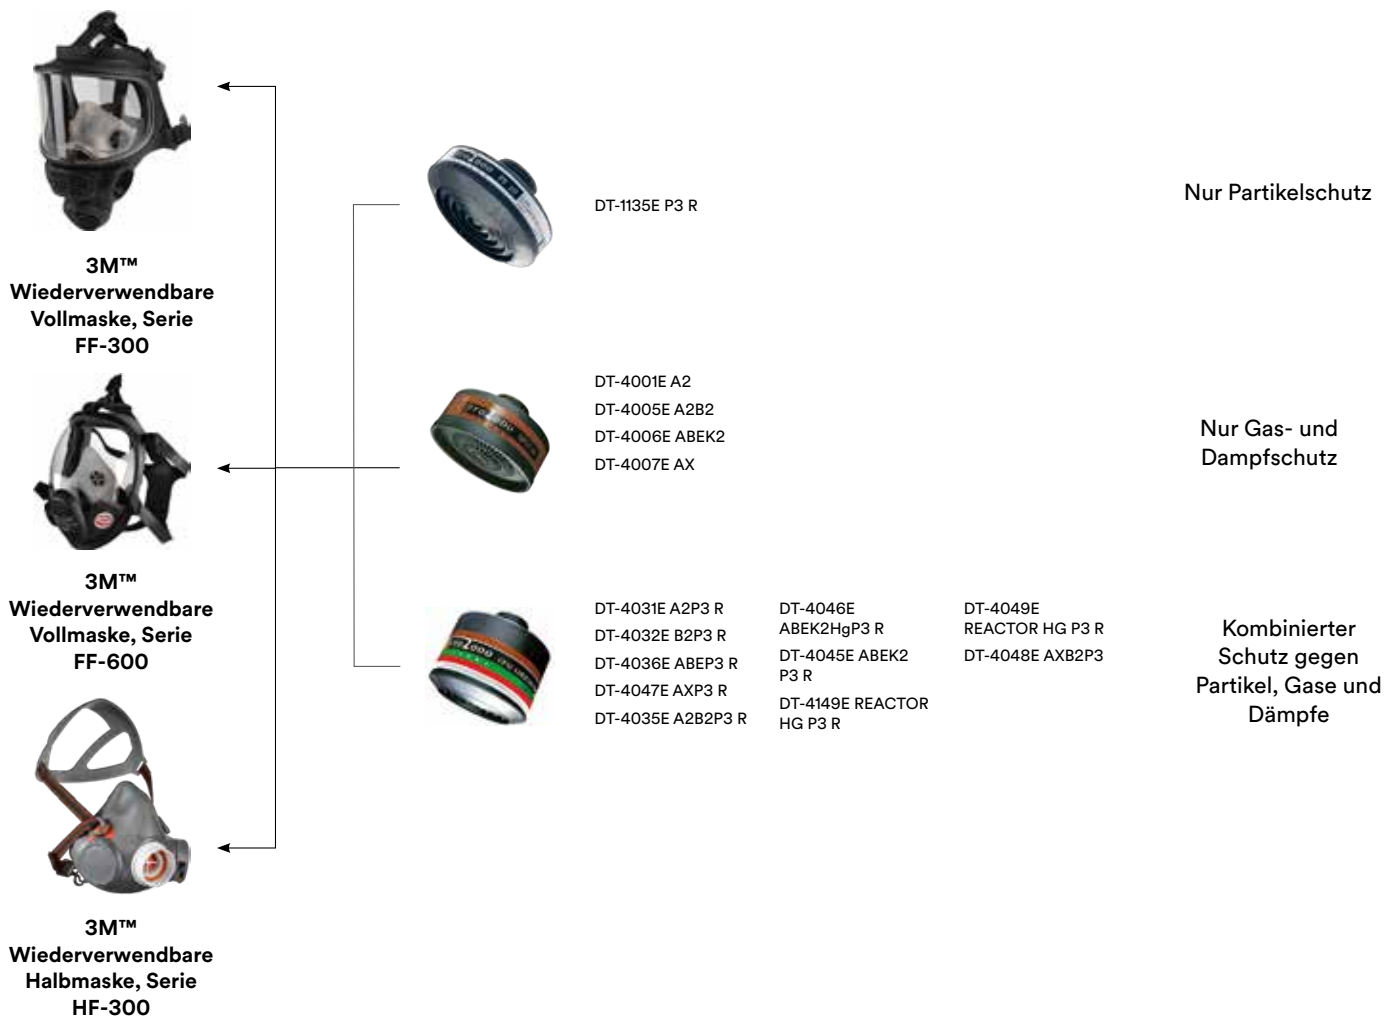 3M™
Wiederverwendbare
Vollmaske, Serie
FF-300
3M™
Wiederverwendbare
Vollmaske, Serie
FF-600
3M™
Wiederverwendbare
Halbmaske, Serie
HF-300
DT-1135E P3 R
Nur Partikelschutz
DT-4001E A2
DT-4005E A2B2
DT-4006E ABEK2
DT-4007E AX
Nur Gas- und
Dampfschutz
DT-4031E A2P3 R
DT-4032E B2P3 R
DT-4036E ABEP3 R
DT-4047E AXP3 R
DT-4035E A2B2P3 R
DT-4046E
ABEK2HgP3 R
DT-4045E ABEK2
P3 R
DT-4149E REACTOR
HG P3 R
DT-4049E
REACTOR HG P3 R
DT-4048E AXB2P3
Kombinierter
Schutz gegen
Partikel, Gase und
Dämpfe